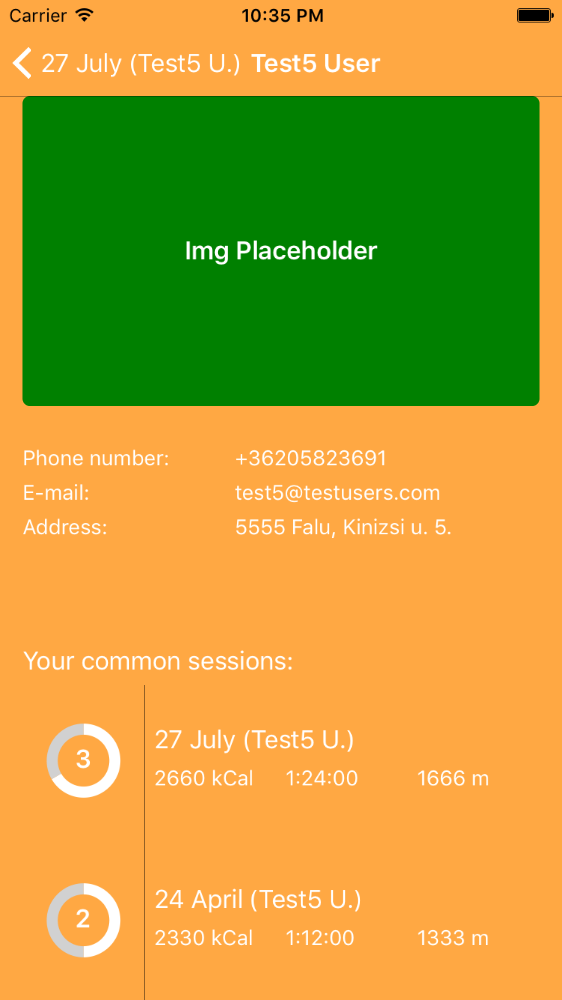 Carrier 10:35 PM
27 July (Test5 U.) Test5 User
Img Placeholder
Phone number: +36205823691
E-mail: test5@testusers.com
Address: 5555 Falu, Kinizsi u. 5.
Your common sessions:
3
27 July (Test5 U.)
2660 kCal 1:24:00 1666 m
2
24 April (Test5 U.)
2330 kCal 1:12:00 1333 m